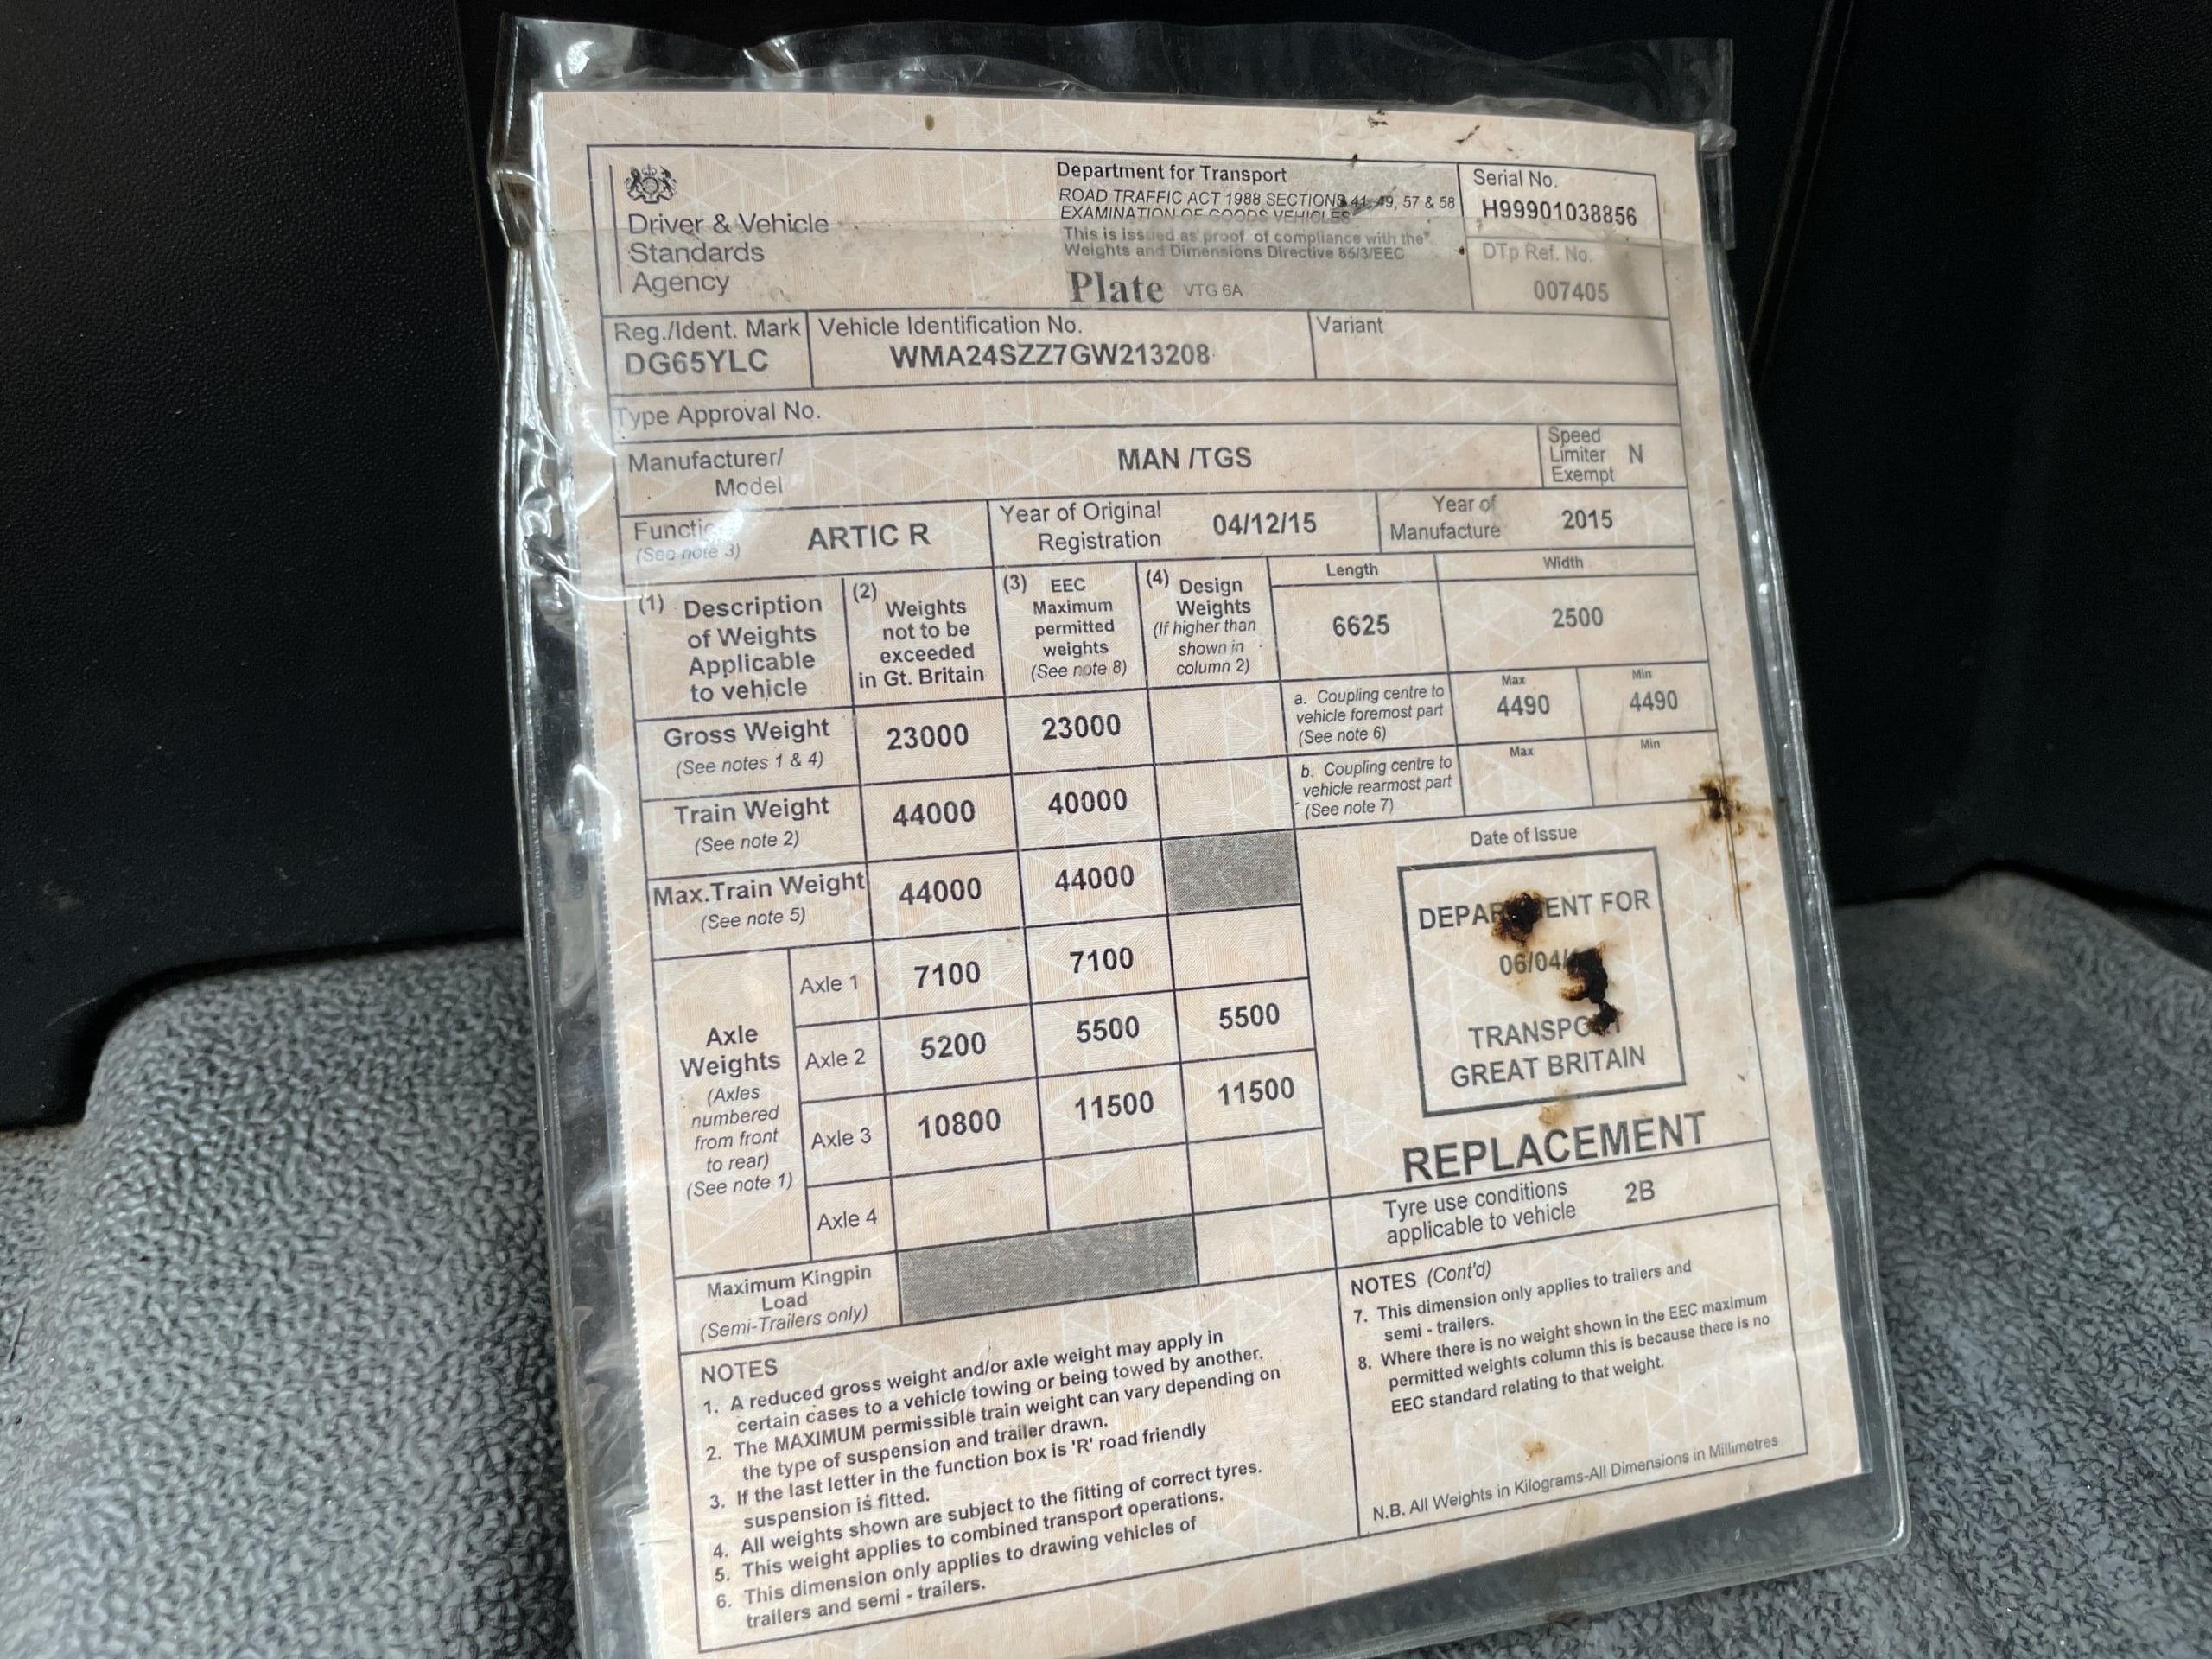 Driver & Vehicle
Standards
Agency
Department for Transport
ROAD TRAFFIC ACT 1988 SECTIONS 41, 49, 57 & 58
EXAMINATION OF GOODS VEHICLES
This is issued as proof of compliance with the
Weights and Dimensions Directive 85/3/EEC
Plate VTG 6A
Serial No.
H99901038856
DTp Ref. No.
007405
Reg./Ident. Mark
DG65YLC
Vehicle Identification No.
WMA24SZZ7GW213208
Variant
Type Approval No.
Manufacturer/
Model
MAN /TGS
Speed
Limiter
Exempt
N
(See note 3)
ARTIC R
Year of Original
Registration
04/12/15
Year of
Manufacture
2015
(1) Description
of Weights
Applicable
to vehicle
(2) Weights
not to be
exceeded
in Gt. Britain
(3) EEC
Maximum
permitted
weights
(See note 8)
(4) Design
Weights
(If higher than
shown in
column 2)
Length
6625
Width
2500
Gross Weight
(See notes 1 & 4)
23000
23000
a. Coupling centre to
vehicle foremost part
(See note 6)
Max
4490
Min
4490
Train Weight
(See note 2)
44000
40000
b. Coupling centre to
vehicle rearmost part
(See note 7)
Max
Min
Max.Train Weight
(See note 5)
44000
44000
Axle
Weights
(Axles
numbered
from front
to rear)
(See note 1)
Axle 1
7100
7100
Axle 2
5200
5500
5500
Axle 3
10800
11500
11500
Axle 4
Maximum Kingpin
Load
(Semi-Trailers only)
Date of Issue
FOR
06/04/
GREAT BRITAIN
REPLACEMENT
Tyre use conditions
applicable to vehicle
2B
NOTES
1. A reduced gross weight and/or axle weight may apply in
certain cases to a vehicle towing or being towed by another.
2. The MAXIMUM permissible train weight can vary depending on
the type of suspension and trailer drawn.
3. If the last letter in the function box is 'R' road friendly
suspension is fitted.
4. All weights shown are subject to the fitting of correct tyres.
5. This weight applies to combined transport operations.
6. This dimension only applies to drawing vehicles of
trailers and semi - trailers.
NOTES (Cont'd)
7. This dimension only applies to trailers and
semi - trailers.
8. Where there is no weight shown in the EEC maximum
permitted weights column this is because there is no
EEC standard relating to that weight.
N.B. All Weights in Kilograms-All Dimensions in Millimetres